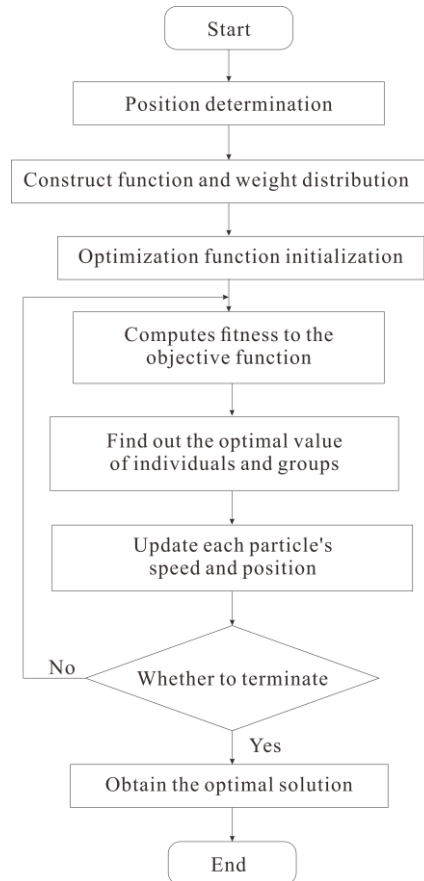 Start
Position determination
Construct function and weight distribution
Optimization function initialization
Computes fitness to the
objective function
Find out the optimal value
of individuals and groups
Update each particle's
speed and position
No
Whether to terminate
Yes
Obtain the optimal solution
End